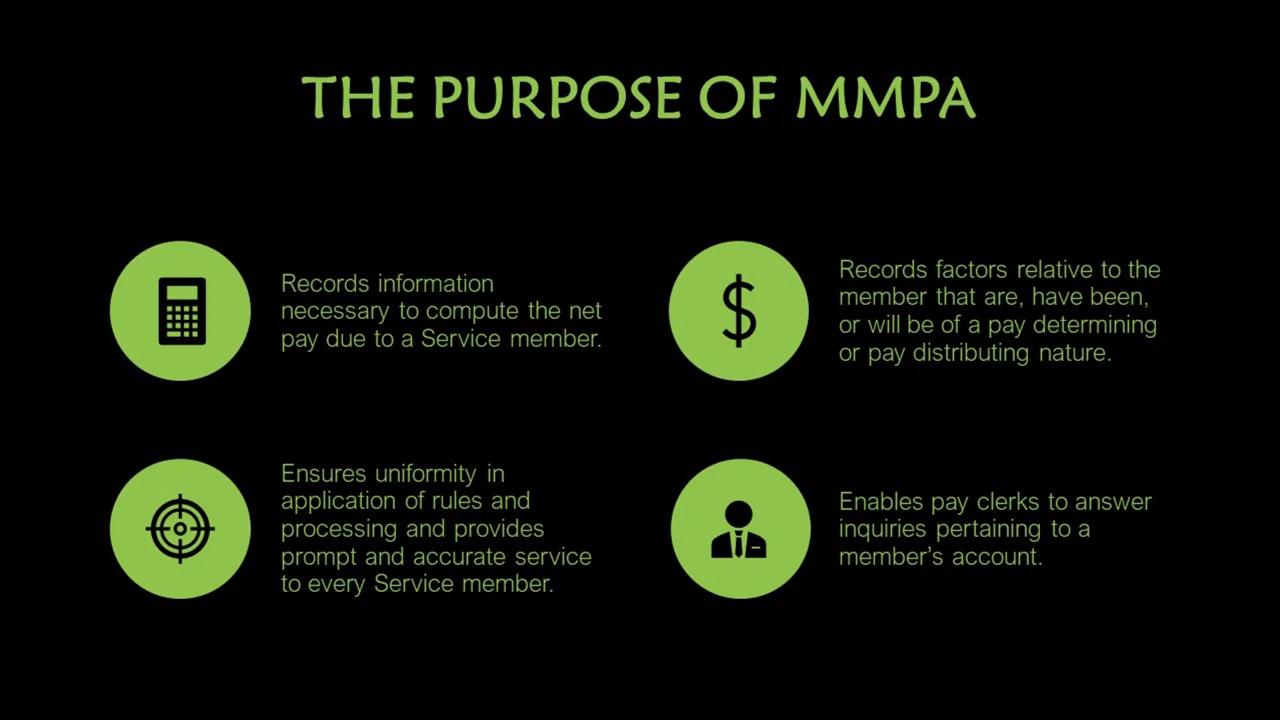 THE PURPOSE OF MMPA
Records information
necessary to compute the net
pay due to a Service member.
Records factors relative to the
member that are, have been,
or will be of a pay determining
or pay distributing nature.
Ensures uniformity in
application of rules and
processing and provides
prompt and accurate service
to every Service member.
Enables pay clerks to answer
inquiries pertaining to a
member’s account.